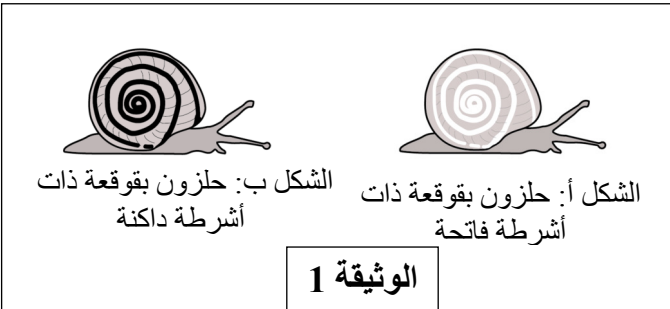 الشكل أ: حلزون بقوقعة ذات
أشرطة فاتحة
الشكل ب: حلزون بقوقعة ذات
أشرطة داكنة
الوثيقة 1